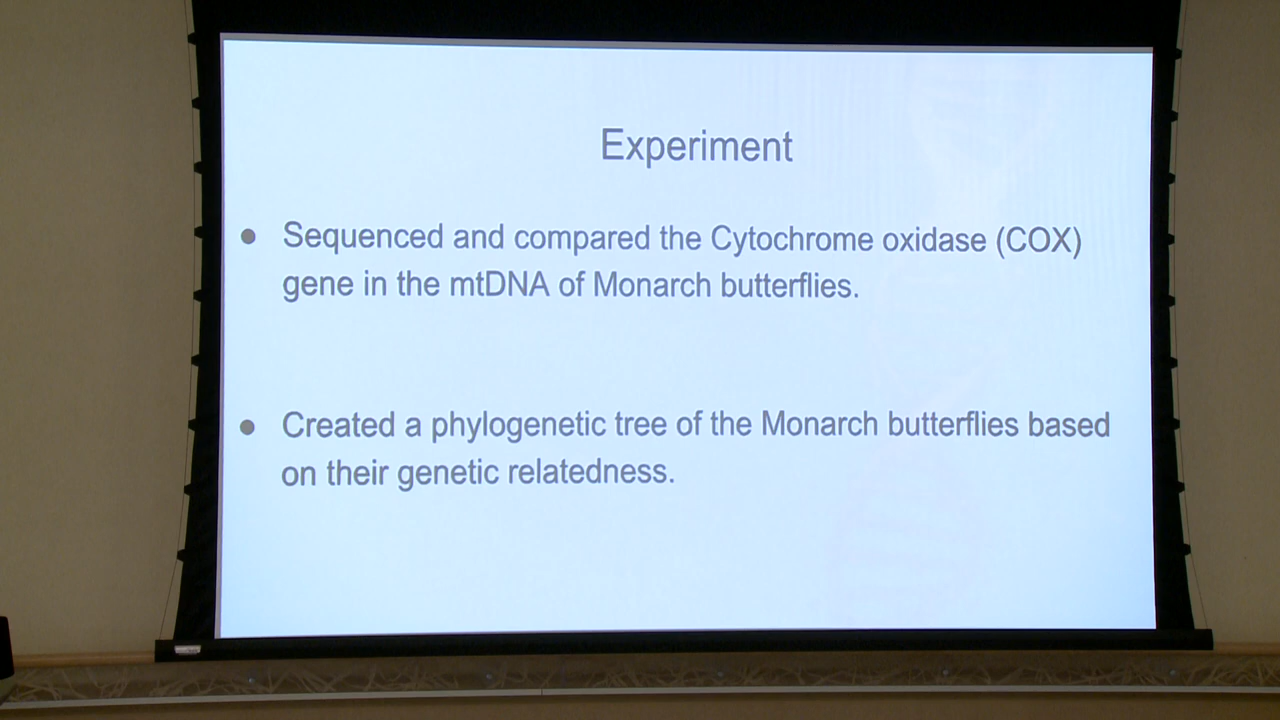 Experiment
● Sequenced and compared the Cytochrome oxidase (COX)
gene in the mtDNA of Monarch butterflies.
● Created a phylogenetic tree of the Monarch butterflies based
on their genetic relatedness.